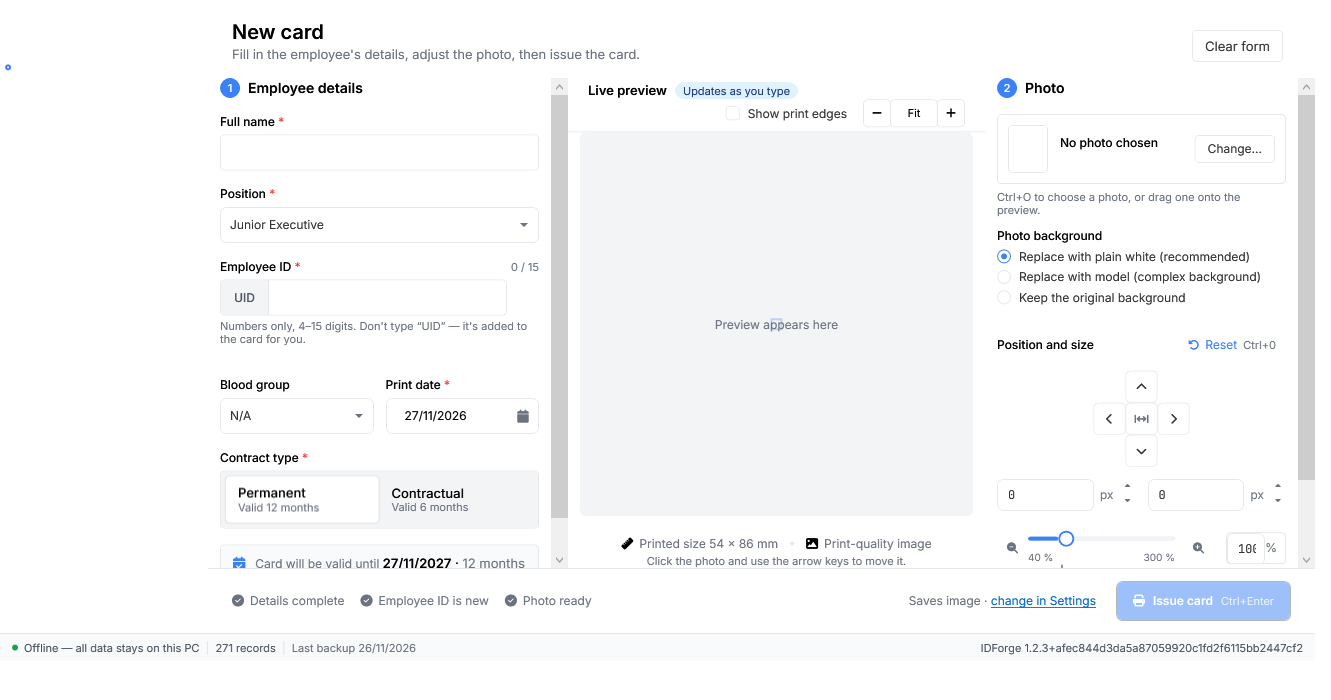 New card
Fill in the employee's details, adjust the photo, then issue the card.
Clear form
1 Employee details
Full name *
Position *
Junior Executive
Employee ID * 0 / 15
UID
Numbers only, 4–15 digits. Don't type “UID” — it's added to
the card for you.
Blood group Print date *
N/A 27/11/2026
Contract type *
Permanent
Valid 12 months
Contractual
Valid 6 months
Card will be valid until 27/11/2027 · 12 months
Live preview Updates as you type
Show print edges − Fit +
Preview appears here
Printed size 54 × 86 mm • Print-quality image
Click the photo and use the arrow keys to move it.
2 Photo
No photo chosen Change...
Ctrl+O to choose a photo, or drag one onto the
preview.
Photo background
Replace with plain white (recommended)
Replace with model (complex background)
Keep the original background
Position and size Reset Ctrl+0
0 px 0 px
40 % 300 % 100 %
Details complete Employee ID is new Photo ready
Saves image · change in Settings Issue card Ctrl+Enter
Offline — all data stays on this PC 271 records Last backup 26/11/2026
IDForge 1.2.3+afec844d3da5a87059920c1fd2f6115bb2447cf2